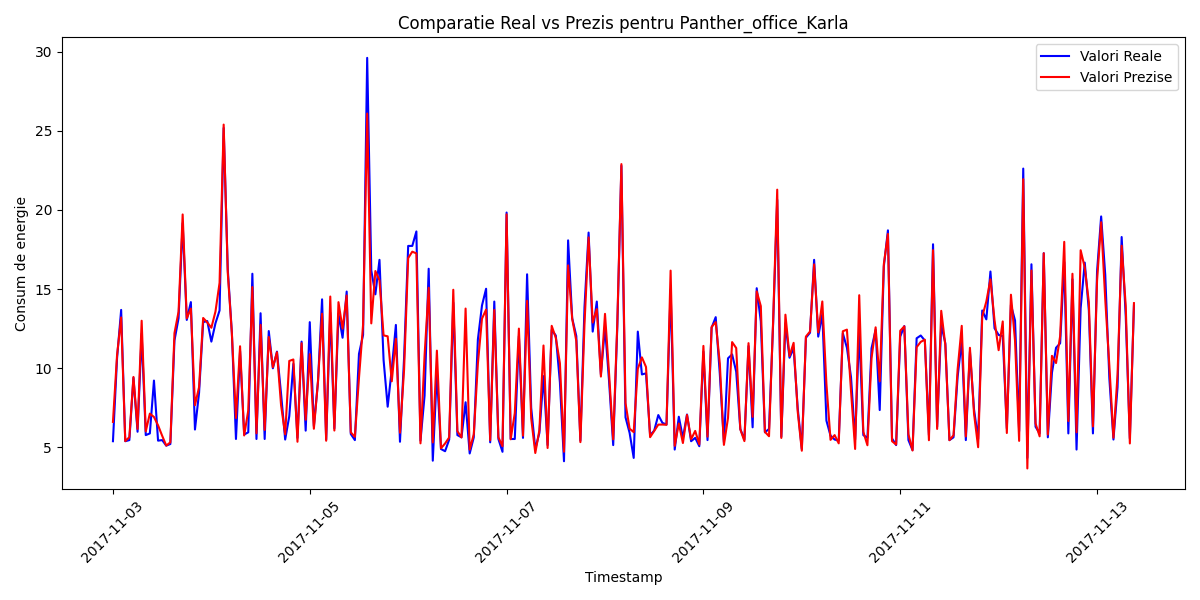 Comparatie Real vs Prezis pentru Panther_office_Karla
Valori Reale
Valori Prezise
Consum de energie
30
25
20
15
10
5
2017-11-03
2017-11-05
2017-11-07
2017-11-09
2017-11-11
2017-11-13
Timestamp